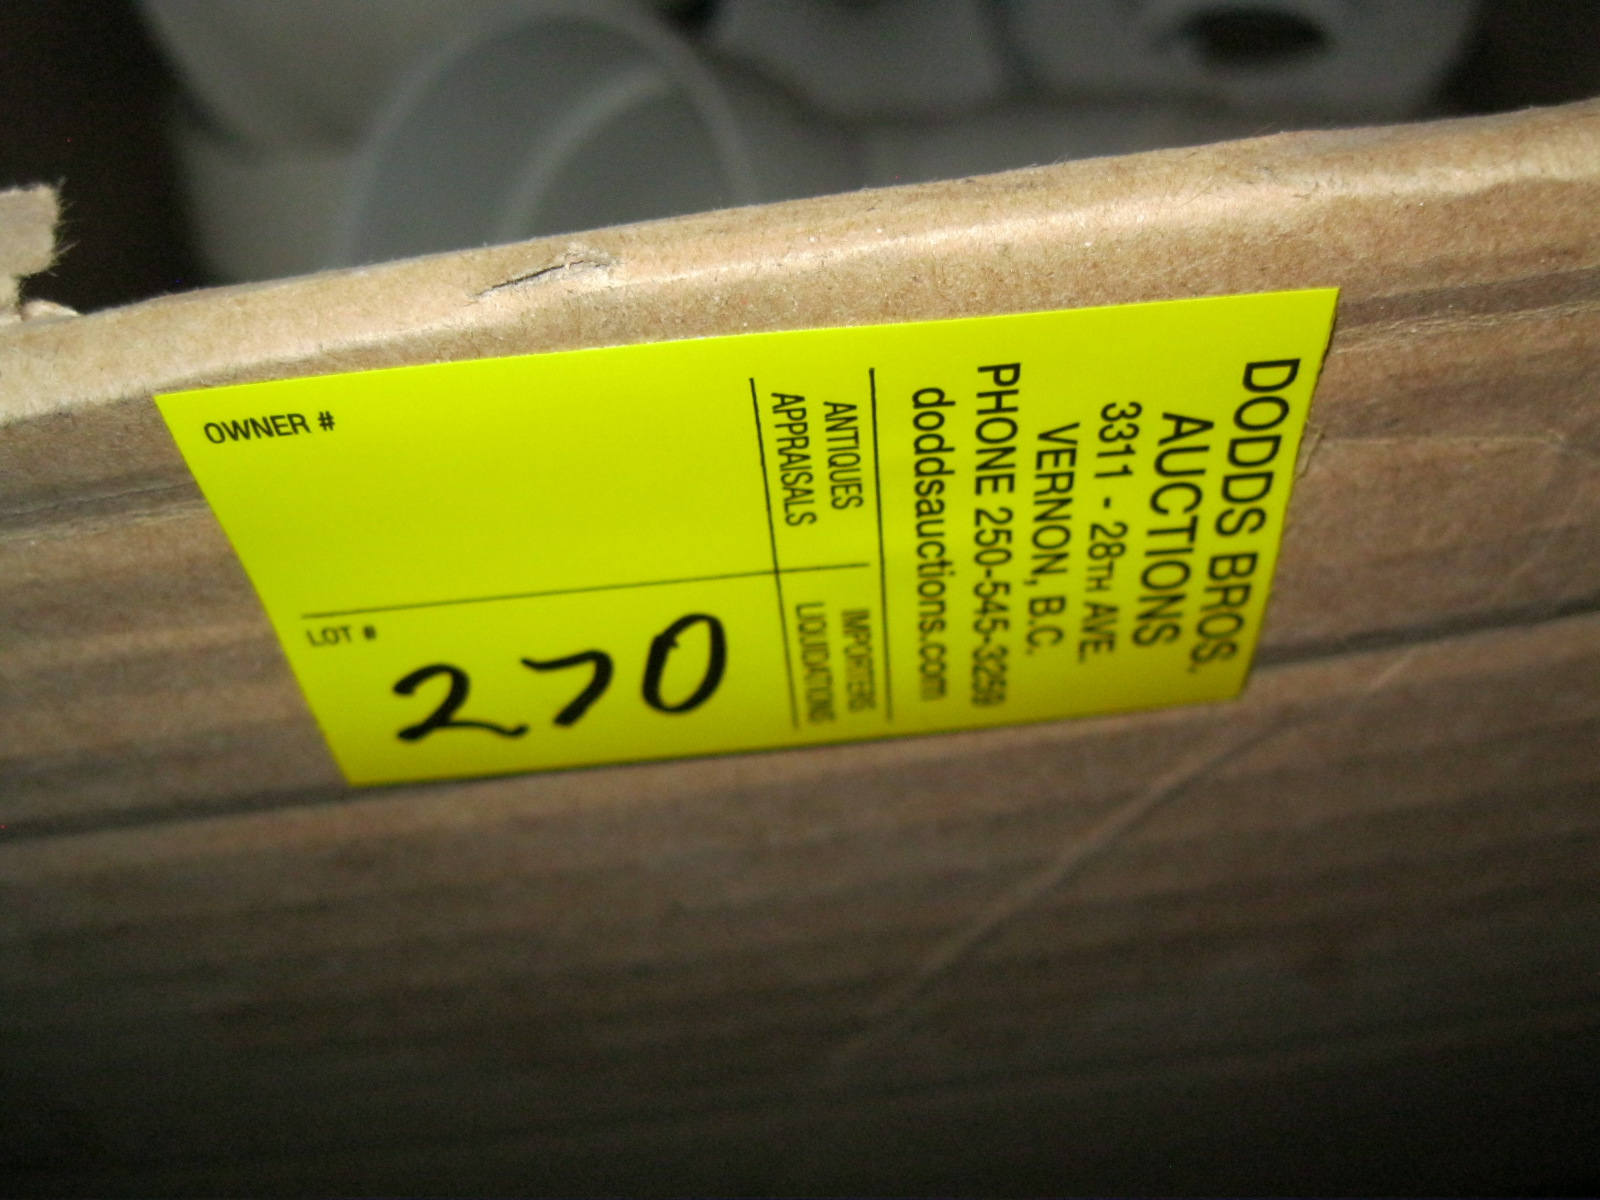 DODDS BROS.
AUCTIONS
3311 - 28TH AVE.
VERNON, B.C.
PHONE 250-545-3259
doddsauctions.com
ANTIQUES
APPRAISALS
IMPORTERS
LIQUIDATIONS
OWNER #
LOT #
270